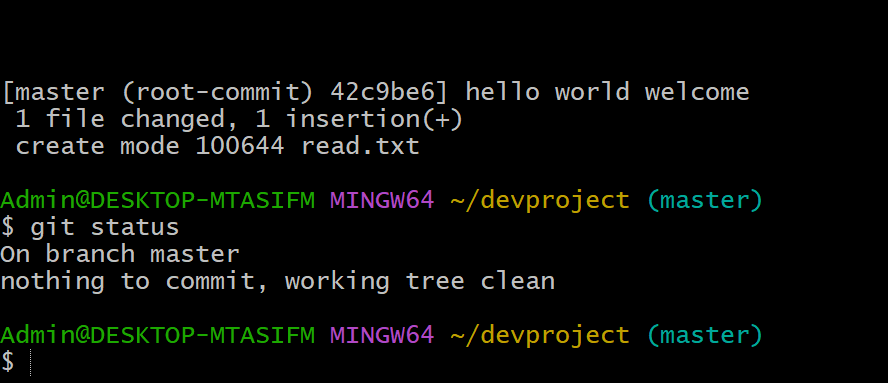 [master (root-commit) 42c9be6] hello world welcome
 1 file changed, 1 insertion(+)
 create mode 100644 read.txt
Admin@DESKTOP-MTASIFM MINGW64 ~/devproject (master)
$ git status
On branch master
nothing to commit, working tree clean
Admin@DESKTOP-MTASIFM MINGW64 ~/devproject (master)
$